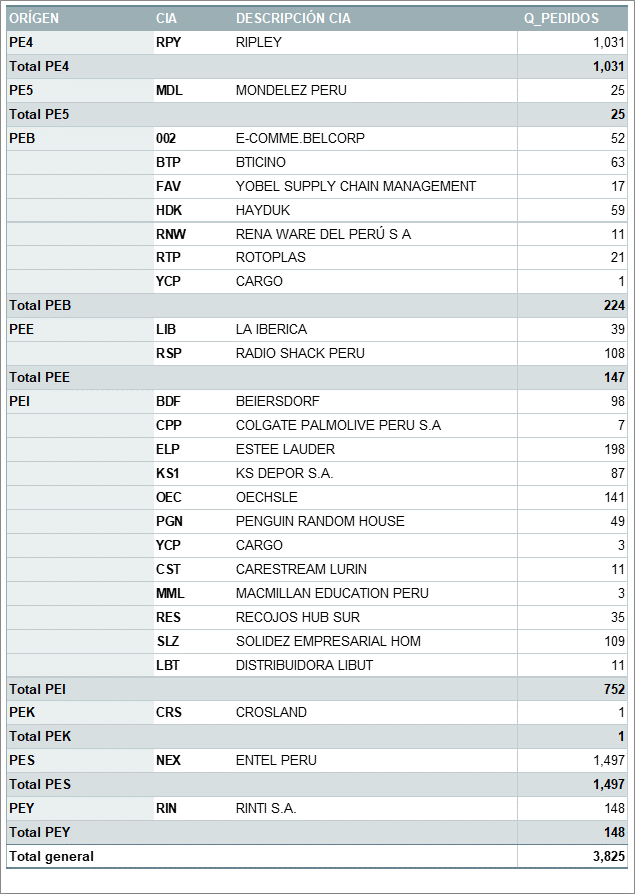 ORÍGEN CIA DESCRIPCIÓN CIA Q_PEDIDOS
PE4 RPY RIPLEY 1,031
Total PE4 1,031
PE5 MDL MONDELEZ PERU 25
Total PE5 25
PEB 002 E-COMME.BELCORP 52
BTP BTICINO 63
FAV YOBEL SUPPLY CHAIN MANAGEMENT 17
HDK HAYDUK 59
RNW RENA WARE DEL PERÚ S A 11
RTP ROTOPLAS 21
YCP CARGO 1
Total PEB 224
PEE LIB LA IBERICA 39
RSP RADIO SHACK PERU 108
Total PEE 147
PEI BDF BEIERSDORF 98
CPP COLGATE PALMOLIVE PERU S.A 7
ELP ESTEE LAUDER 198
KS1 KS DEPOR S.A. 87
OEC OECHSLE 141
PGN PENGUIN RANDOM HOUSE 49
YCP CARGO 3
CST CARESTREAM LURIN 11
MML MACMILLAN EDUCATION PERU 3
RES RECOJOS HUB SUR 35
SLZ SOLIDEZ EMPRESARIAL HOM 109
LBT DISTRIBUIDORA LIBUT 11
Total PEI 752
PEK CRS CROSLAND 1
Total PEK 1
PES NEX ENTEL PERU 1,497
Total PES 1,497
PEY RIN RINTI S.A. 148
Total PEY 148
Total general 3,825